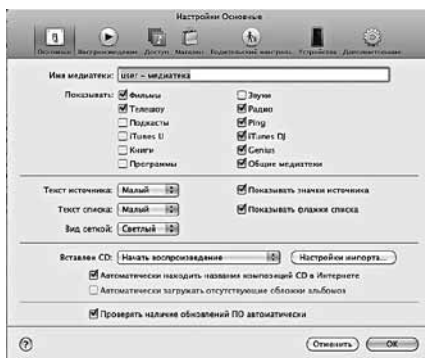 Настройки Основные
Основные Воспроизведение Доступ Магазин Родительский контроль Устройства Дополнительные
Имя медиатеки: user – медиатека
Показывать: Фильмы Звуки
Телешоу Радио
Подкасты Ping
iTunes U iTunes DJ
Книги Genius
Программы Общие медиатеки
Текст источника: Малый Показывать значки источника
Текст списка: Малый Показывать флажки списка
Вид сеткой: Светлый
Вставлен CD: Начать воспроизведение Настройки импорта...
Автоматически находить названия композиций CD в Интернете
Автоматически загружать отсутствующие обложки альбомов
Проверять наличие обновлений ПО автоматически
? Отменить OK